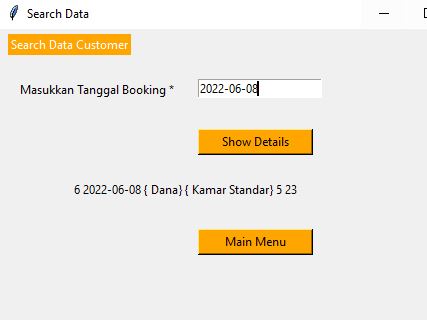 Search Data
Search Data Customer
Masukkan Tanggal Booking * 2022-06-08
Show Details
6 2022-06-08 { Dana} { Kamar Standar} 5 23
Main Menu